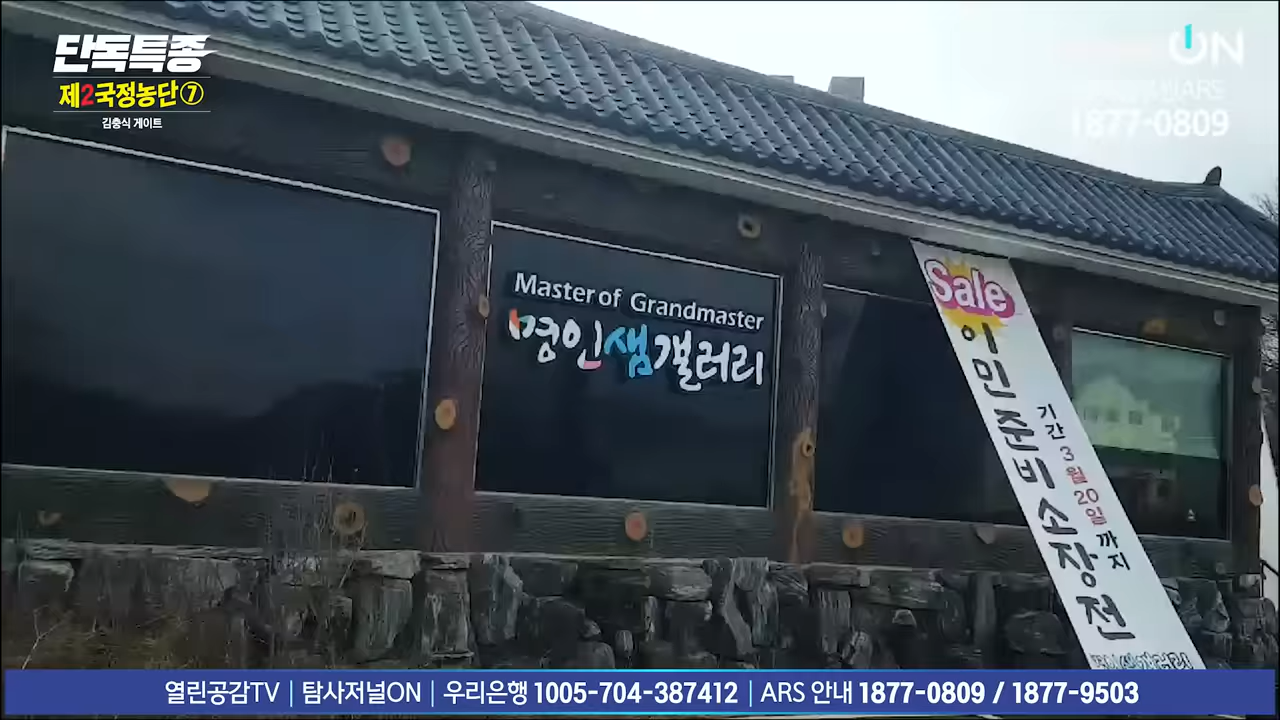 단독특종
제2국정농단⑦
김충식 게이트
ON
ARS
1877-0809
Master of Grandmaster
명인샘갤러리
Sale
이민준비소장전
기간 3월 20일 까지
열린공감TV | 탐사저널ON | 우리은행 1005-704-387412 | ARS 안내 1877-0809 / 1877-9503